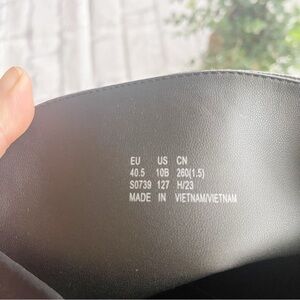 EU US CN
40.5 10B 260(1.5)
S0739 127 H/23
MADE IN VIETNAM/VIETNAM